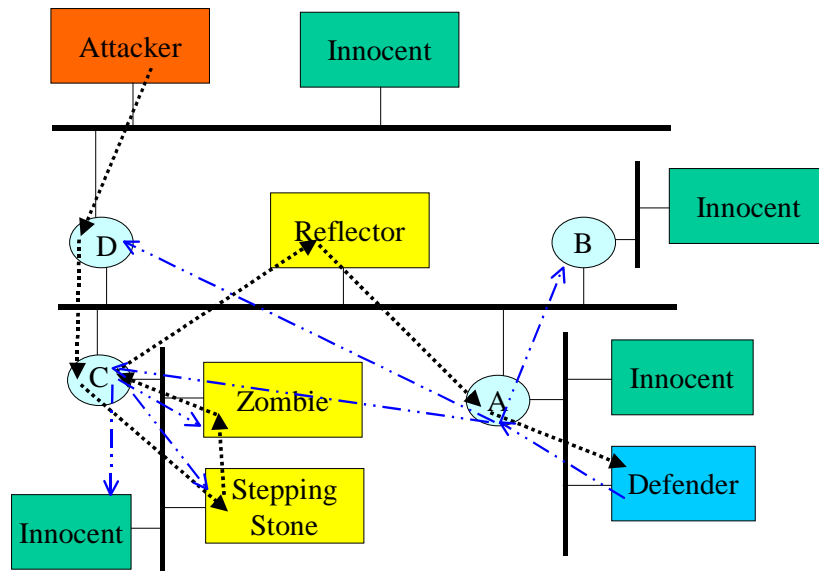 Attacker
Innocent
Innocent
Reflector
D
B
C
Zombie
A
Innocent
Stepping
Stone
Defender
Innocent